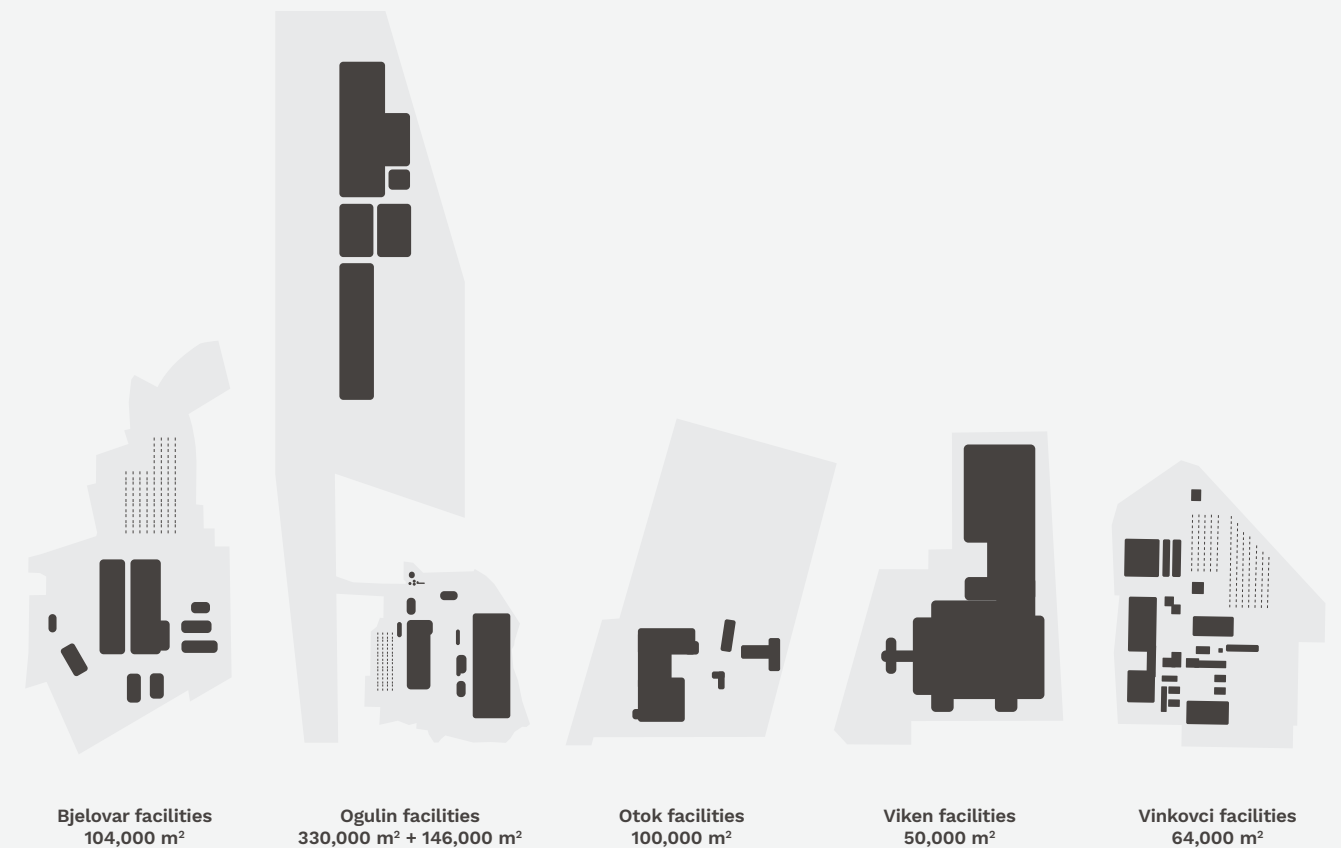 Bjelovar facilities
104,000 m²
Ogulin facilities
330,000 m² + 146,000 m²
Otok facilities
100,000 m²
Viken facilities
50,000 m²
Vinkovci facilities
64,000 m²